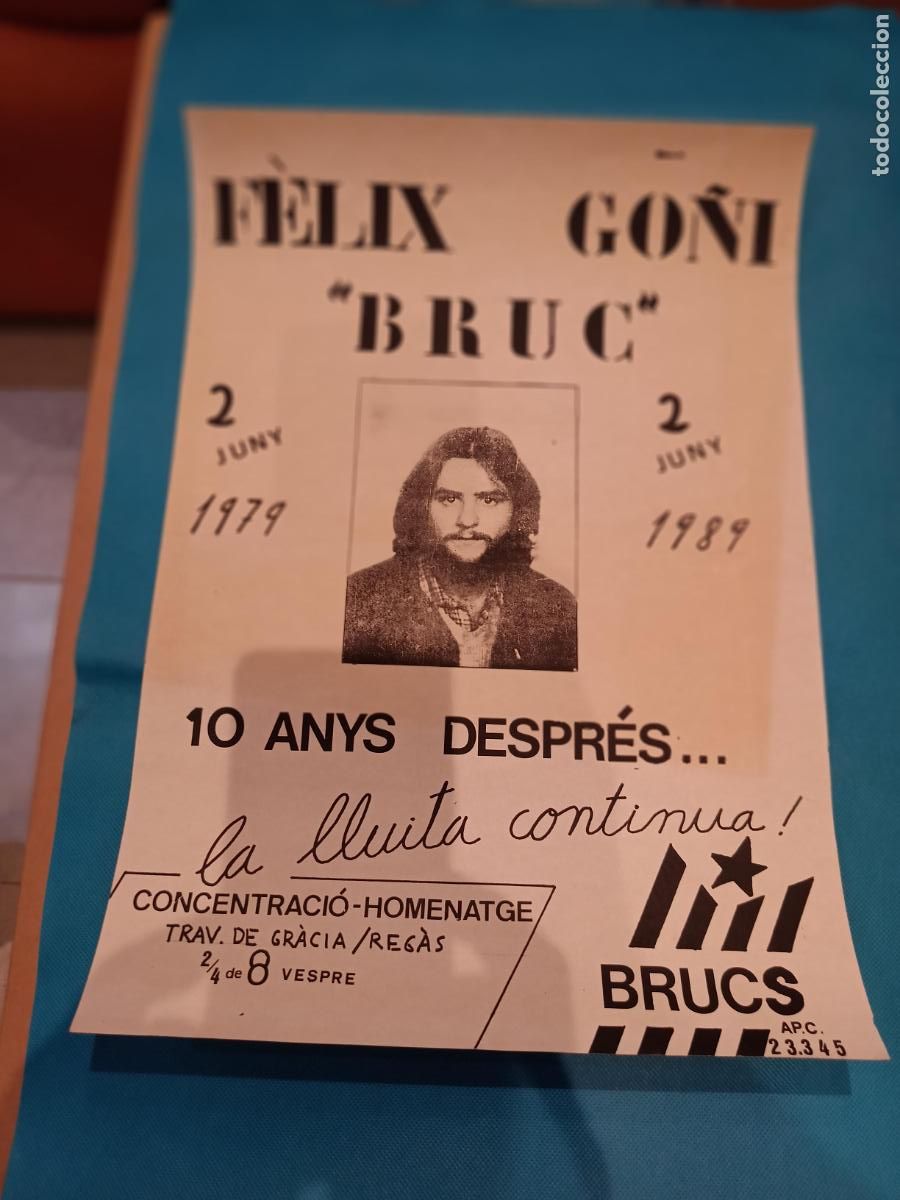 FÈLIX GOÑI
"BRUC"
2 JUNY 1979
2 JUNY 1989
10 ANYS DESPRÉS...
la lluita continua!
CONCENTRACIÓ-HOMENATGE
TRAV. DE GRÀCIA/REGÀS
2/4 de 8 VESPRE
BRUCS
AP.C.
23.345
todocoleccion